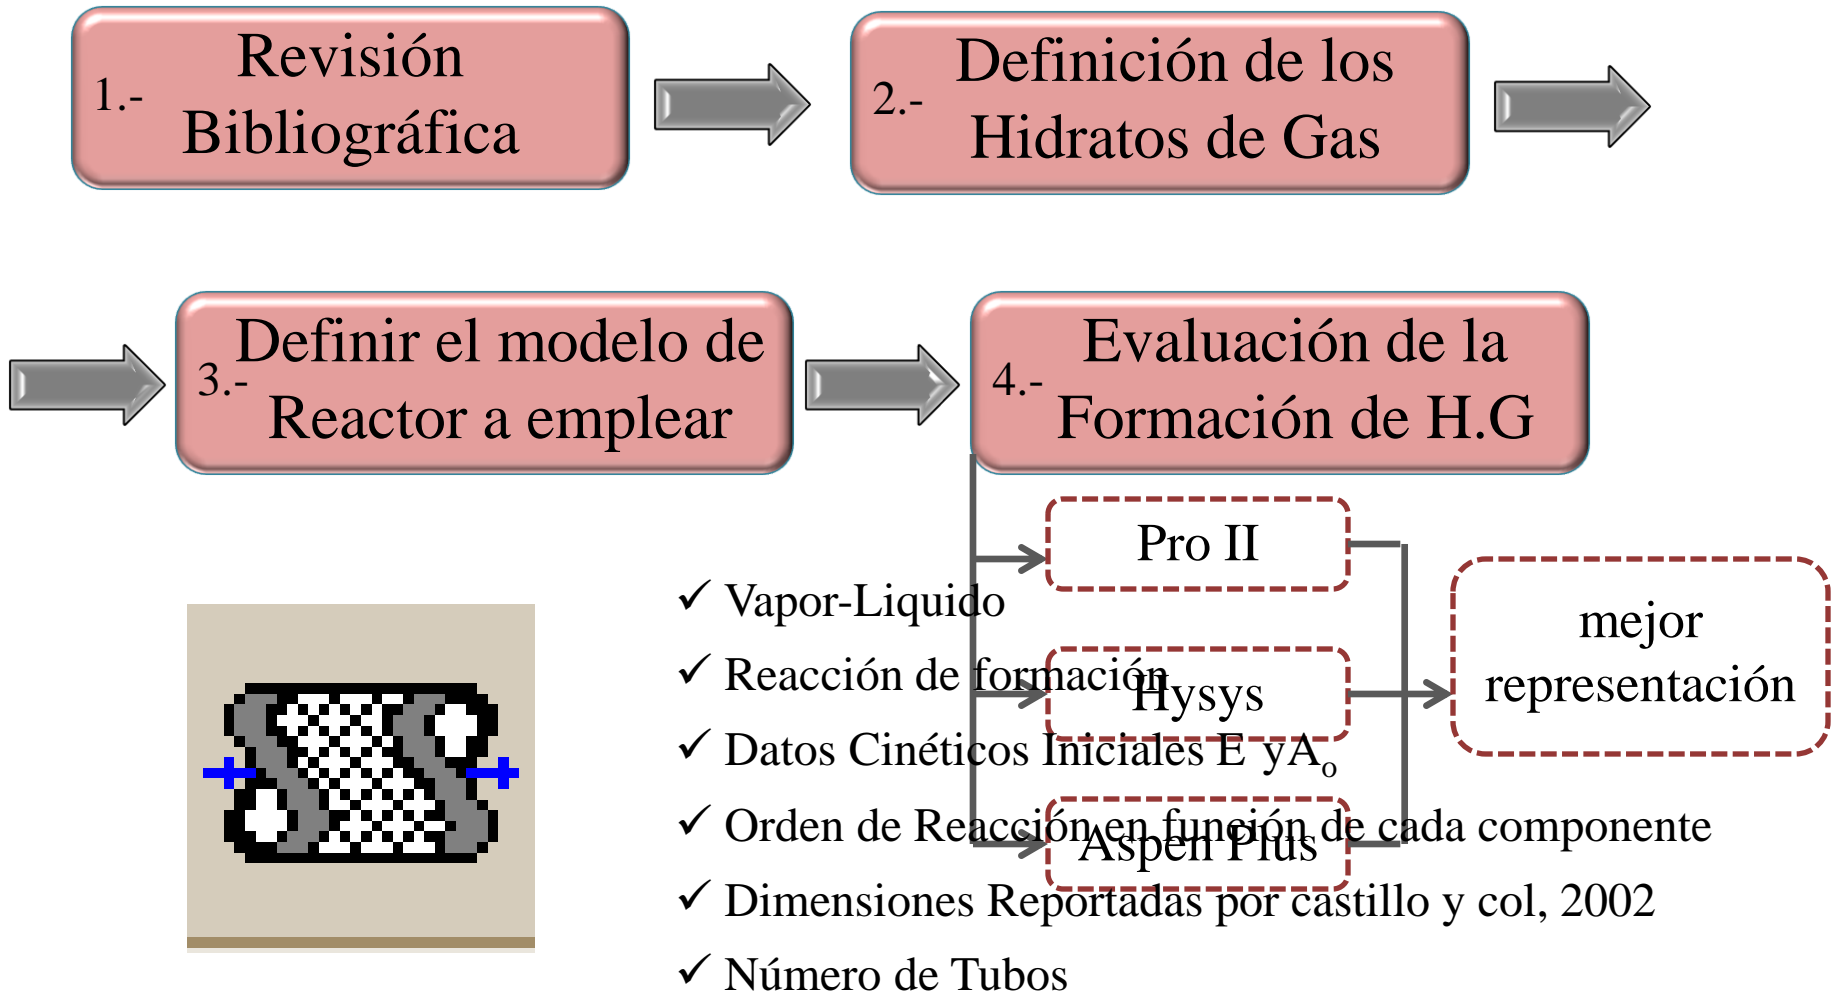 1.-
Revisión
Bibliográfica
2.-
Definición de los
Hidratos de Gas
3.-
Definir el modelo de
Reactor a emplear
4.-
Evaluación de la
Formación de H.G
Pro II
Hysys
Aspen Plus
mejor
representación
✓ Vapor-Liquido
✓ Reacción de formación
✓ Datos Cinéticos Iniciales E yAo
✓ Orden de Reacción en función de cada componente
✓ Dimensiones Reportadas por castillo y col, 2002
✓ Número de Tubos